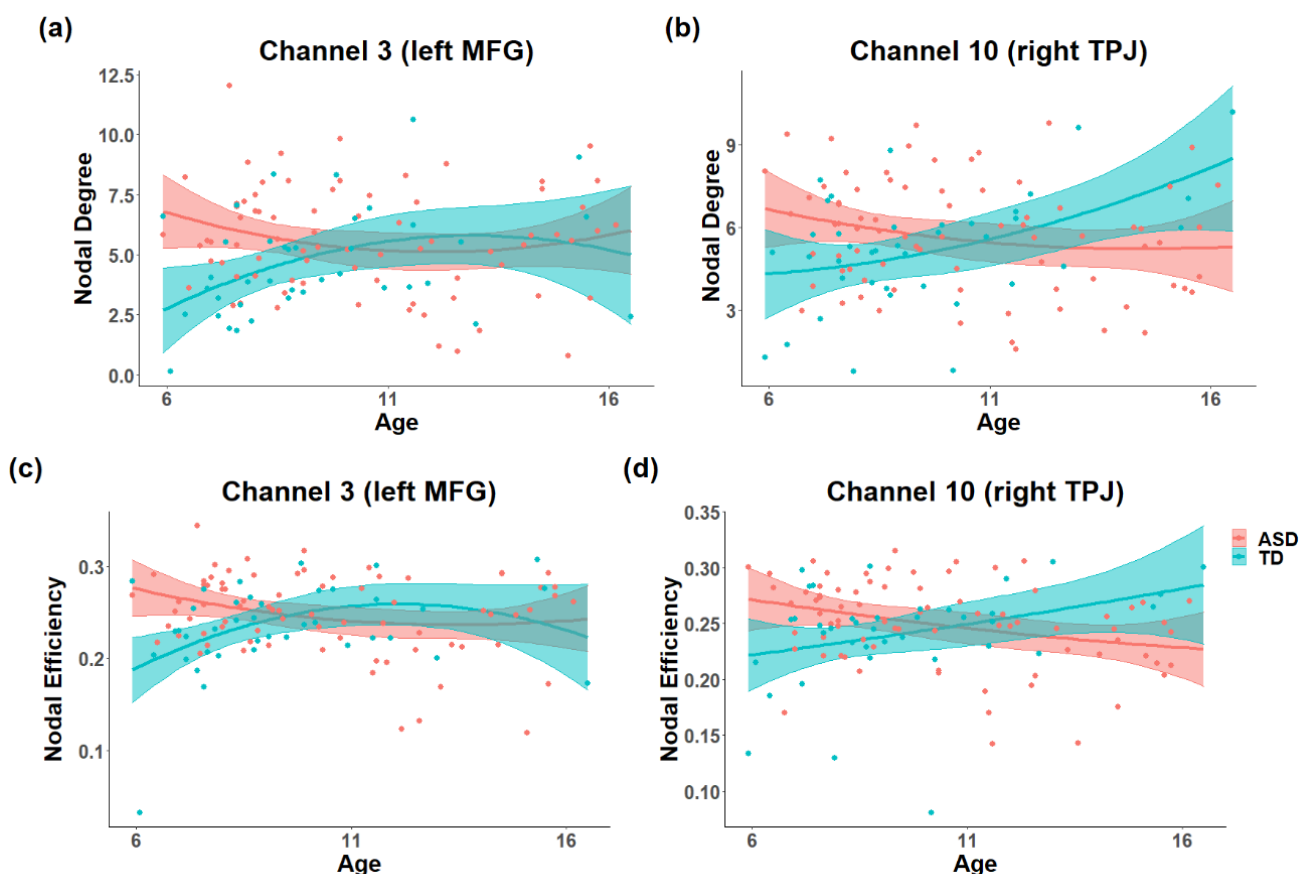 (a)
Channel 3 (left MFG)
Nodal Degree
12.5
10.0
7.5
5.0
2.5
0.0
6
11
16
Age
(b)
Channel 10 (right TPJ)
Nodal Degree
9
6
3
6
11
16
Age
(c)
Channel 3 (left MFG)
Nodal Efficiency
0.3
0.2
0.1
6
11
16
Age
(d)
Channel 10 (right TPJ)
Nodal Efficiency
0.35
0.30
0.25
0.20
0.15
0.10
6
11
16
Age
ASD
TD